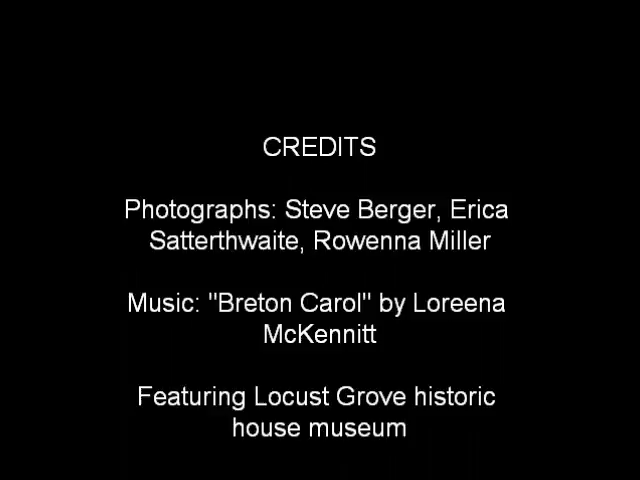 CREDITS
Photographs: Steve Berger, Erica
Satterthwaite, Rowenna Miller
Music: "Breton Carol" by Loreena
McKennitt
Featuring Locust Grove historic
house museum